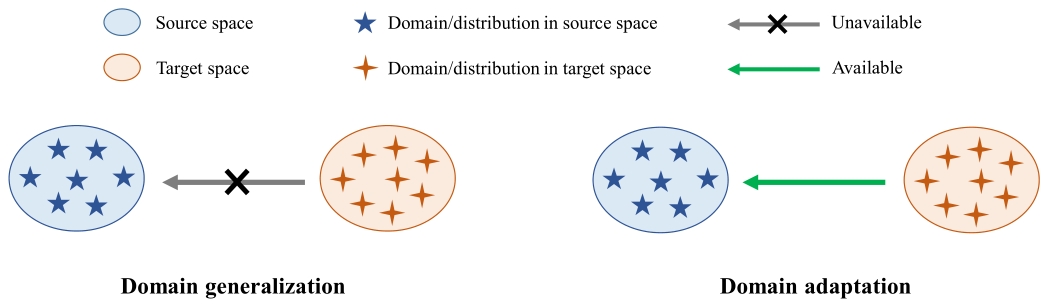 Source space
Domain/distribution in source space
Unavailable
Target space
Domain/distribution in target space
Available
Domain generalization
Domain adaptation